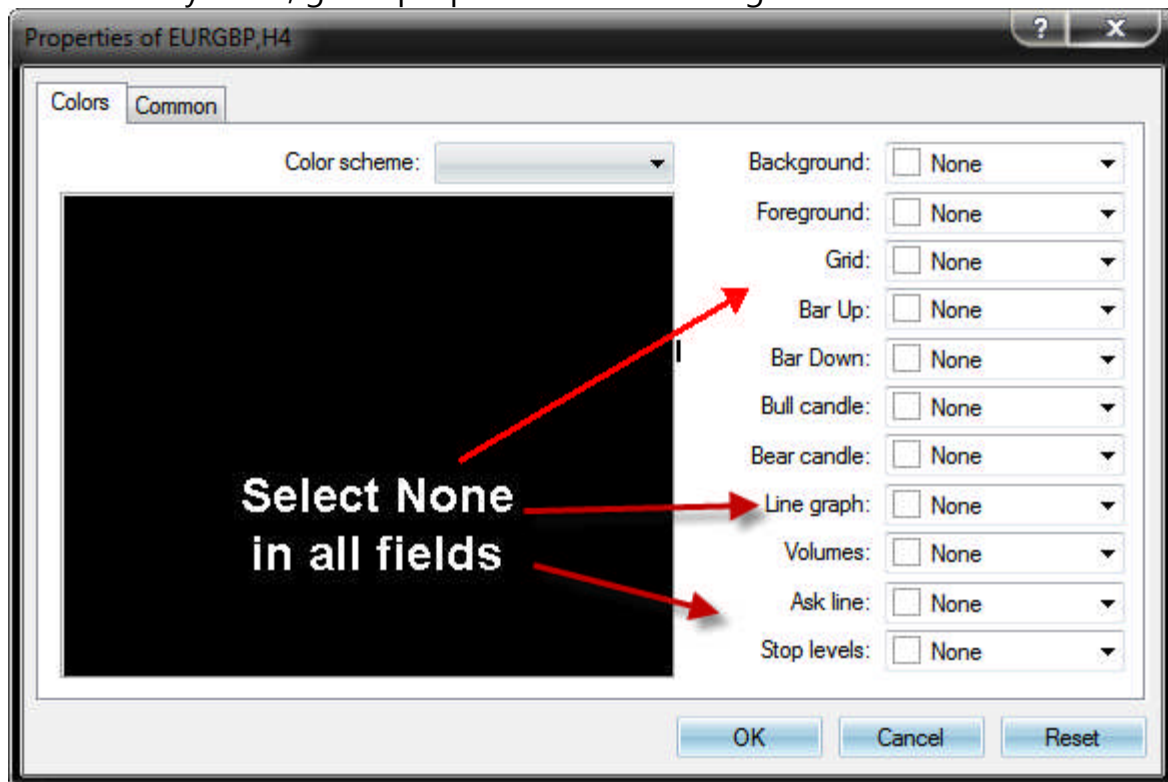 Properties of EURGBP,H4
? x
Colors Common
Color scheme:
Background: None
Foreground: None
Grid: None
Bar Up: None
Bar Down: None
Bull candle: None
Bear candle: None
Line graph: None
Volumes: None
Ask line: None
Stop levels: None
Select None
in all fields
OK Cancel Reset